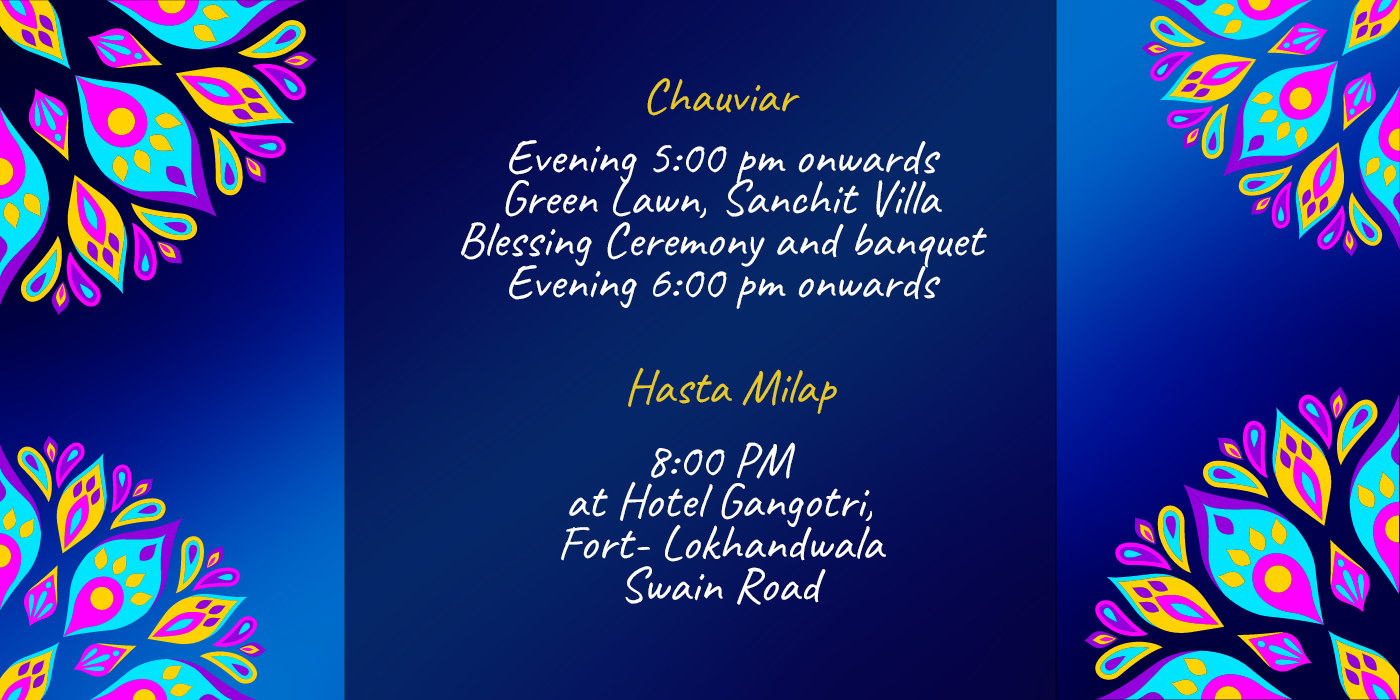 Chauviar
Evening 5:00 pm onwards
Green Lawn, Sanchit Villa
Blessing Ceremony and banquet
Evening 6:00 pm onwards
Hasta Milap
8:00 PM
at Hotel Gangotri,
Fort- Lokhandwala
Swain Road